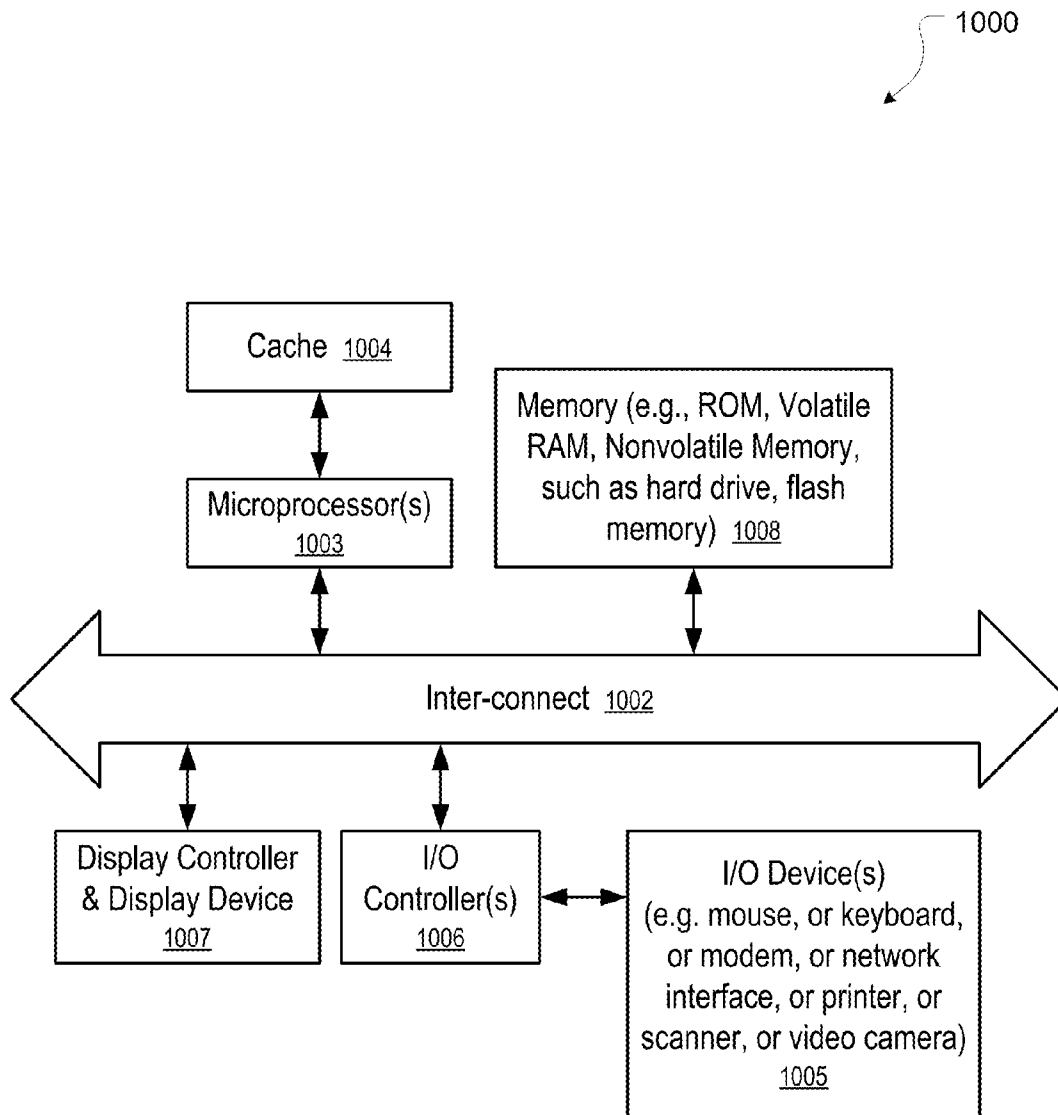 1000
Cache 1004
Memory (e.g., ROM, Volatile
RAM, Nonvolatile Memory,
such as hard drive, flash
memory) 1008
Microprocessor(s)
1003
Inter-connect 1002
Display Controller
& Display Device
1007
I/O
Controller(s)
1006
I/O Device(s)
(e.g. mouse, or keyboard,
or modem, or network
interface, or printer, or
scanner, or video camera)
1005